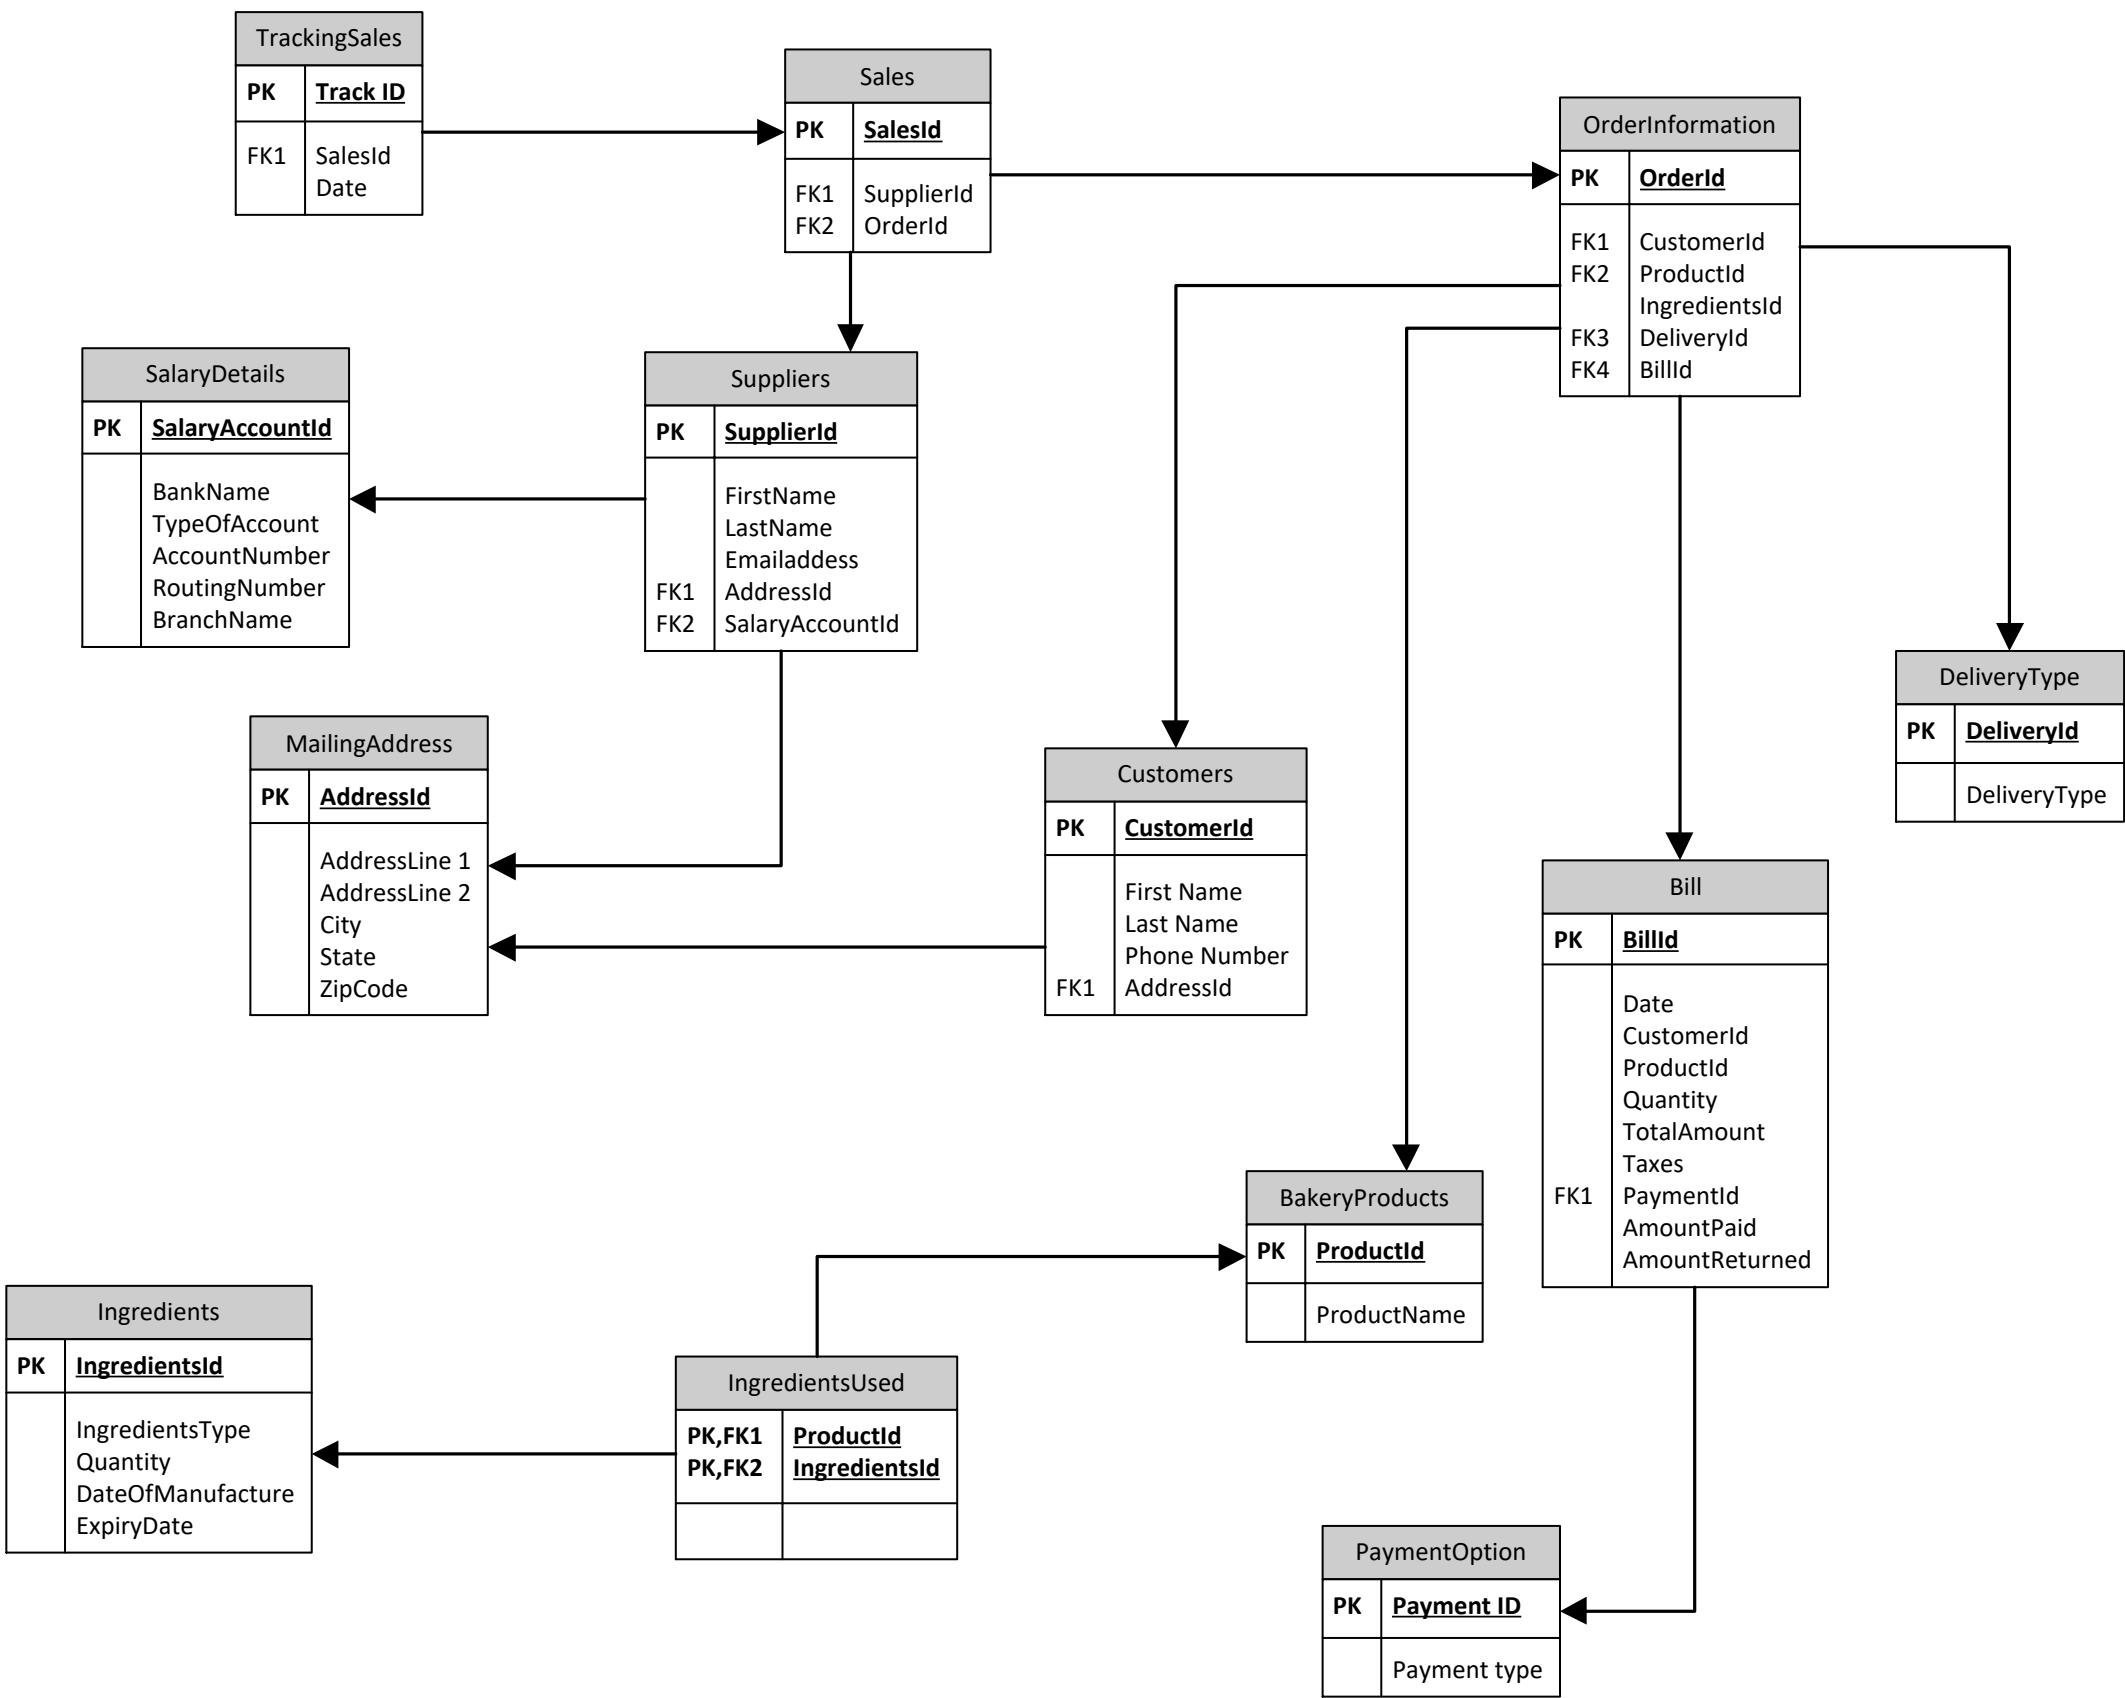 TrackingSales
PK Track ID
FK1 SalesId
Date
Sales
PK SalesId
FK1 SupplierId
FK2 OrderId
OrderInformation
PK OrderId
FK1 CustomerId
FK2 ProductId
IngredientsId
FK3 DeliveryId
FK4 BillId
SalaryDetails
PK SalaryAccountId
BankName
TypeOfAccount
AccountNumber
RoutingNumber
BranchName
Suppliers
PK SupplierId
FirstName
LastName
Emailaddess
FK1 AddressId
FK2 SalaryAccountId
DeliveryType
PK DeliveryId
DeliveryType
MailingAddress
PK AddressId
AddressLine 1
AddressLine 2
City
State
ZipCode
Customers
PK CustomerId
First Name
Last Name
Phone Number
FK1 AddressId
Bill
PK BillId
Date
CustomerId
ProductId
Quantity
TotalAmount
Taxes
FK1 PaymentId
AmountPaid
AmountReturned
BakeryProducts
PK ProductId
ProductName
Ingredients
PK IngredientsId
IngredientsType
Quantity
DateOfManufacture
ExpiryDate
IngredientsUsed
PK,FK1 ProductId
PK,FK2 IngredientsId
PaymentOption
PK Payment ID
Payment type